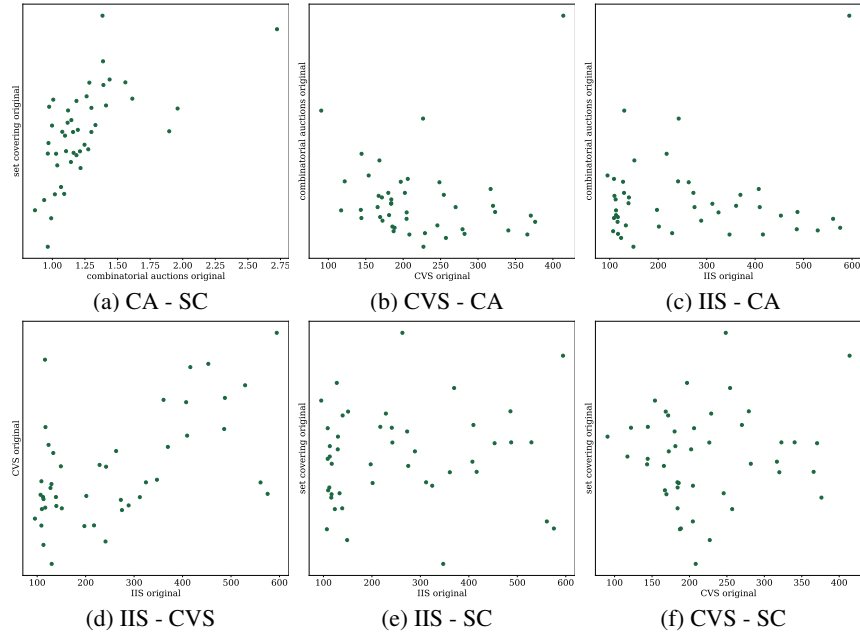 set covering original
1.00 1.25 1.50 1.75 2.00 2.25 2.50 2.75
combinatorial auctions original
(a) CA - SC
combinatorial auctions original
100 150 200 250 300 350 400
CVS original
(b) CVS - CA
combinatorial auctions original
100 200 300 400 500 600
IIS original
(c) IIS - CA
CVS original
100 200 300 400 500 600
IIS original
(d) IIS - CVS
set covering original
100 200 300 400 500 600
IIS original
(e) IIS - SC
set covering original
100 150 200 250 300 350 400
CVS original
(f) CVS - SC